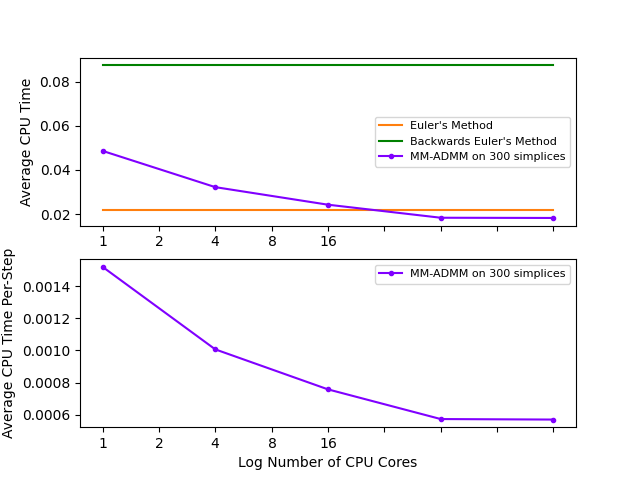 Average CPU Time
0.08
0.06
0.04
0.02
Euler's Method
Backwards Euler's Method
MM-ADMM on 300 simplices
1 2 4 8 16
Average CPU Time Per-Step
0.0014
0.0012
0.0010
0.0008
0.0006
MM-ADMM on 300 simplices
1 2 4 8 16
Log Number of CPU Cores